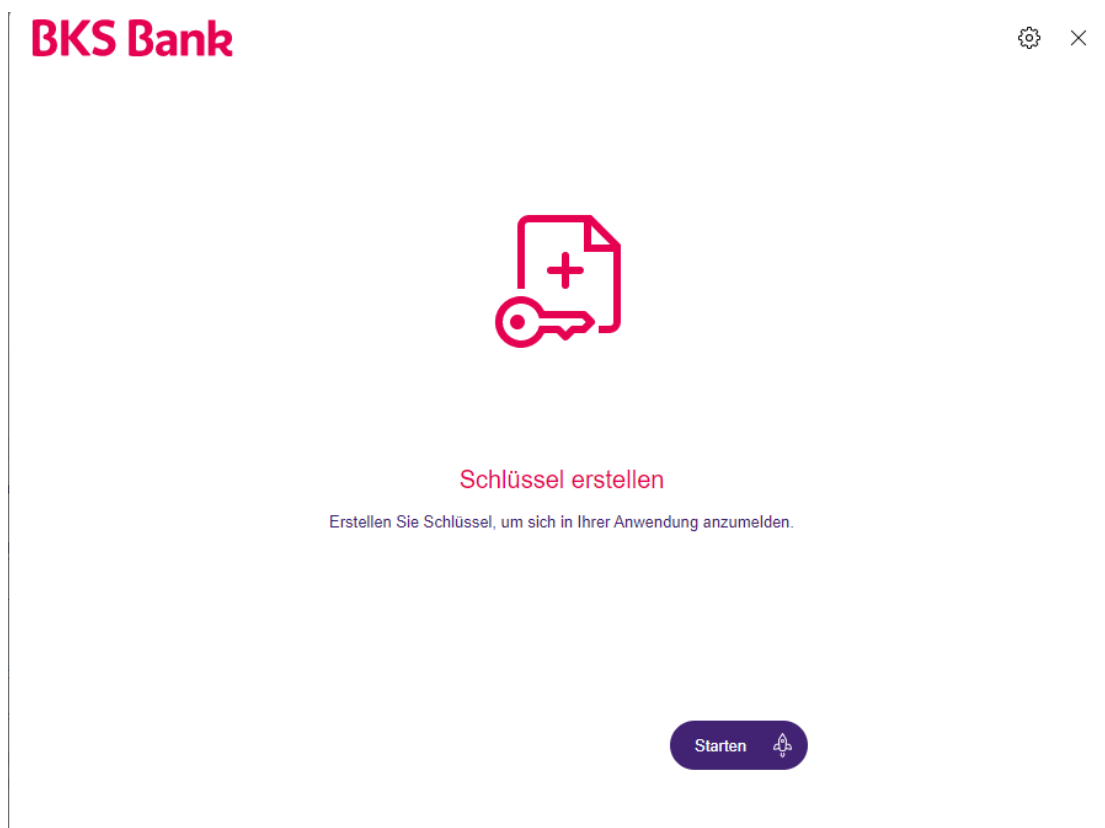 BKS Bank
Schlüssel erstellen
Erstellen Sie Schlüssel, um sich in Ihrer Anwendung anzumelden.
Starten